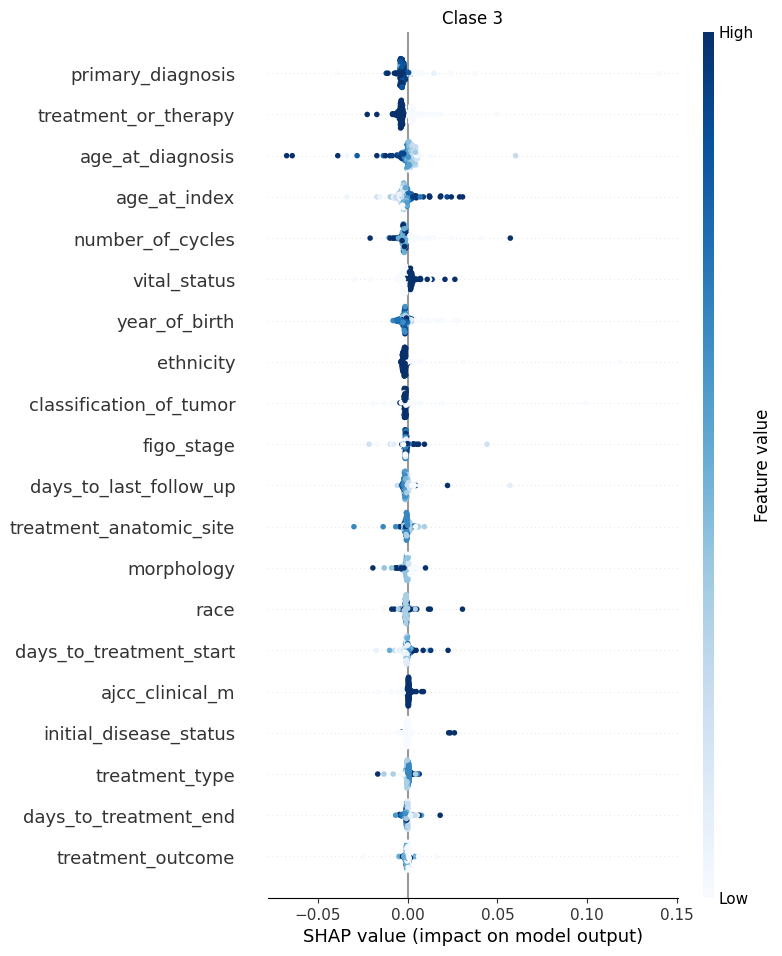 Clase 3
High
primary_diagnosis
treatment_or_therapy
age_at_diagnosis
age_at_index
number_of_cycles
vital_status
year_of_birth
ethnicity
classification_of_tumor
figo_stage
days_to_last_follow_up
treatment_anatomic_site
morphology
race
days_to_treatment_start
ajcc_clinical_m
initial_disease_status
treatment_type
days_to_treatment_end
treatment_outcome
Feature value
Low
−0.05 0.00 0.05 0.10 0.15
SHAP value (impact on model output)